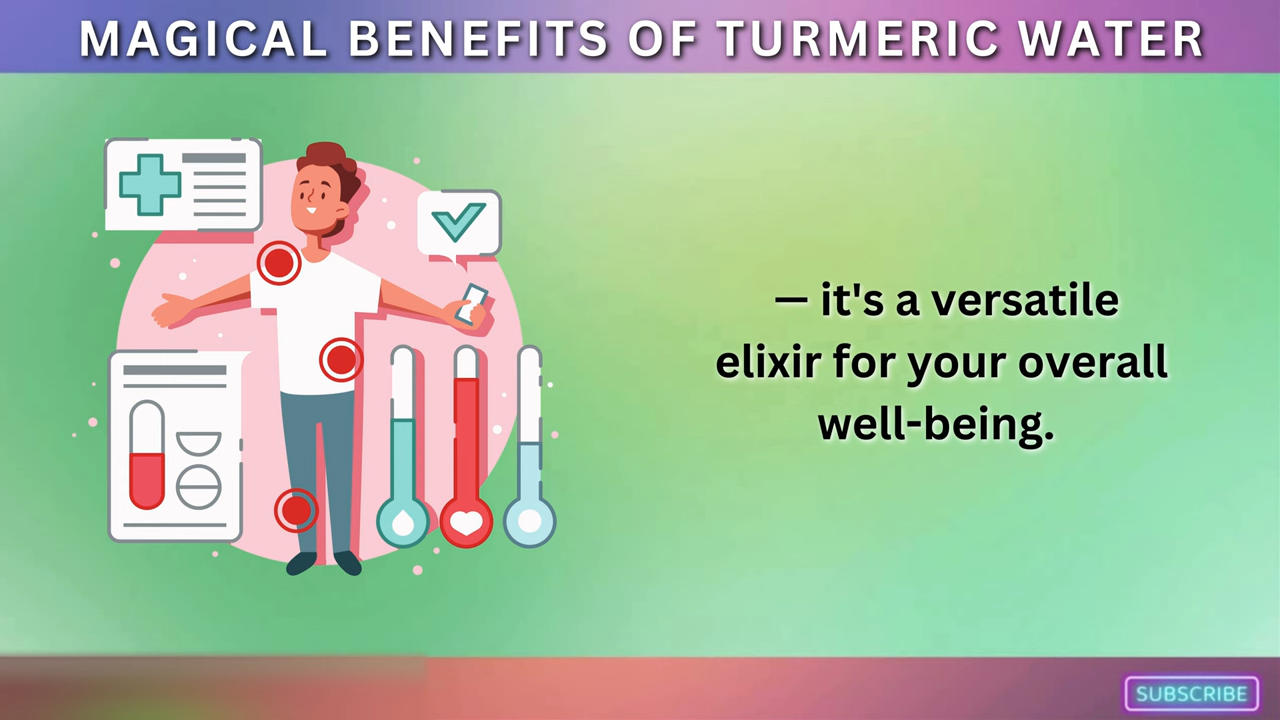 MAGICAL BENEFITS OF TURMERIC WATER
— it's a versatile
elixir for your overall
well-being.
SUBSCRIBE